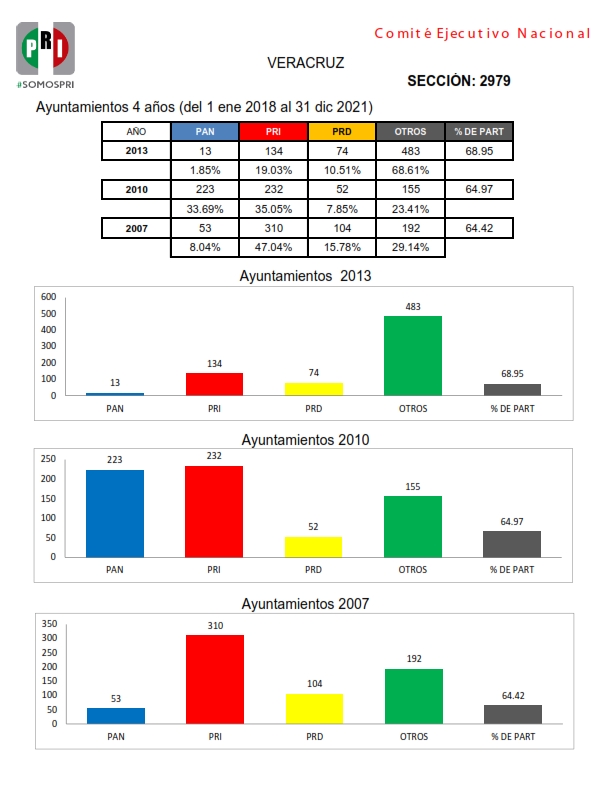 Comité Ejecutivo Nacional
PRI
#SOMOSPRI
VERACRUZ
SECCIÓN: 2979
Ayuntamientos 4 años (del 1 ene 2018 al 31 dic 2021)
AÑO PAN PRI PRD OTROS % DE PART
2013 13 134 74 483 68.95
1.85% 19.03% 10.51% 68.61%
2010 223 232 52 155 64.97
33.69% 35.05% 7.85% 23.41%
2007 53 310 104 192 64.42
8.04% 47.04% 15.78% 29.14%
Ayuntamientos 2013
600
500
400
300
200
100
0
13 134 74 483 68.95
PAN PRI PRD OTROS % DE PART
Ayuntamientos 2010
250
200
150
100
50
0
223 232 52 155 64.97
PAN PRI PRD OTROS % DE PART
Ayuntamientos 2007
350
300
250
200
150
100
50
0
53 310 104 192 64.42
PAN PRI PRD OTROS % DE PART